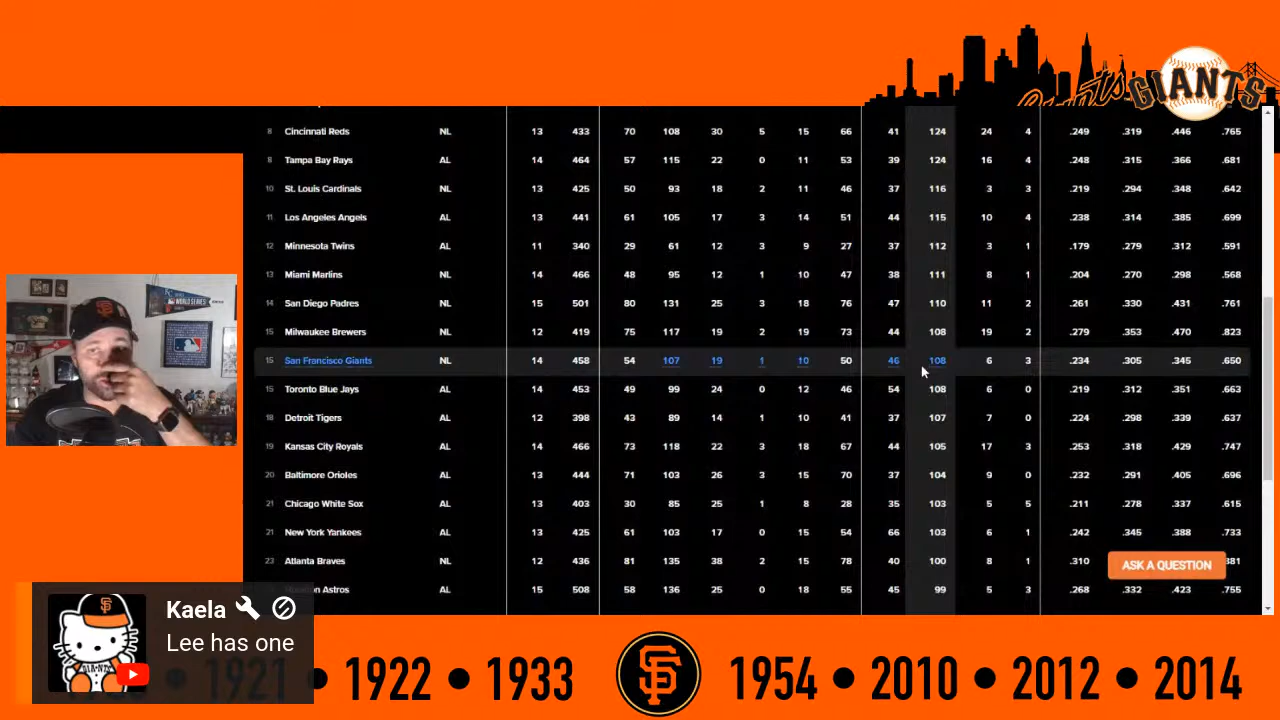 GIANTS
8 Cincinnati Reds NL 13 433 70 108 30 5 15 66 41 124 24 4 .249 .319 .446 .765
8 Tampa Bay Rays AL 14 464 57 115 22 0 11 53 39 124 16 4 .248 .315 .366 .681
10 St. Louis Cardinals NL 13 425 50 93 18 2 11 46 37 116 3 3 .219 .294 .348 .642
11 Los Angeles Angels AL 13 441 61 105 17 3 14 51 44 115 10 4 .238 .314 .385 .699
12 Minnesota Twins AL 11 340 29 61 12 3 9 27 37 112 3 1 .179 .279 .312 .591
13 Miami Marlins NL 14 466 48 95 12 1 10 47 38 111 8 1 .204 .270 .298 .568
14 San Diego Padres NL 15 501 80 131 25 3 18 76 47 110 11 2 .261 .330 .431 .761
15 Milwaukee Brewers NL 12 419 75 117 19 2 19 73 44 108 19 2 .279 .353 .470 .823
15 San Francisco Giants NL 14 458 54 107 19 1 10 50 46 108 6 3 .234 .305 .345 .650
15 Toronto Blue Jays AL 14 453 49 99 24 0 12 46 54 108 6 0 .219 .312 .351 .663
18 Detroit Tigers AL 12 398 43 89 14 1 10 41 37 107 7 0 .224 .298 .339 .637
19 Kansas City Royals AL 14 466 73 118 22 3 18 67 44 105 17 3 .253 .318 .429 .747
20 Baltimore Orioles AL 13 444 71 103 26 3 15 70 37 104 9 0 .232 .291 .405 .696
21 Chicago White Sox AL 13 403 30 85 25 1 8 28 35 103 5 5 .211 .278 .337 .615
21 New York Yankees AL 13 425 61 103 17 0 15 54 66 103 6 1 .242 .345 .388 .733
23 Atlanta Braves NL 12 436 81 135 38 2 15 78 40 100 8 1 .310 381
ASK A QUESTION
Astros AL 15 508 58 136 25 0 18 55 45 99 5 3 .268 .332 .423 .755
Kaela
Lee has one
1921 • 1922 • 1933 SF 1954 • 2010 • 2012 • 2014